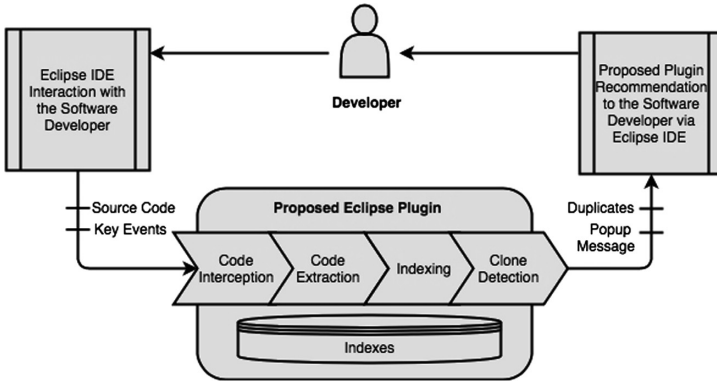 Eclipse IDE
Interaction with
the Software
Developer
Developer
Proposed Plugin
Recommendation
to the Software
Developer via
Eclipse IDE
Source Code
Key Events
Proposed Eclipse Plugin
Code
Interception
Code
Extraction
Indexing
Clone
Detection
Indexes
Duplicates
Popup
Message